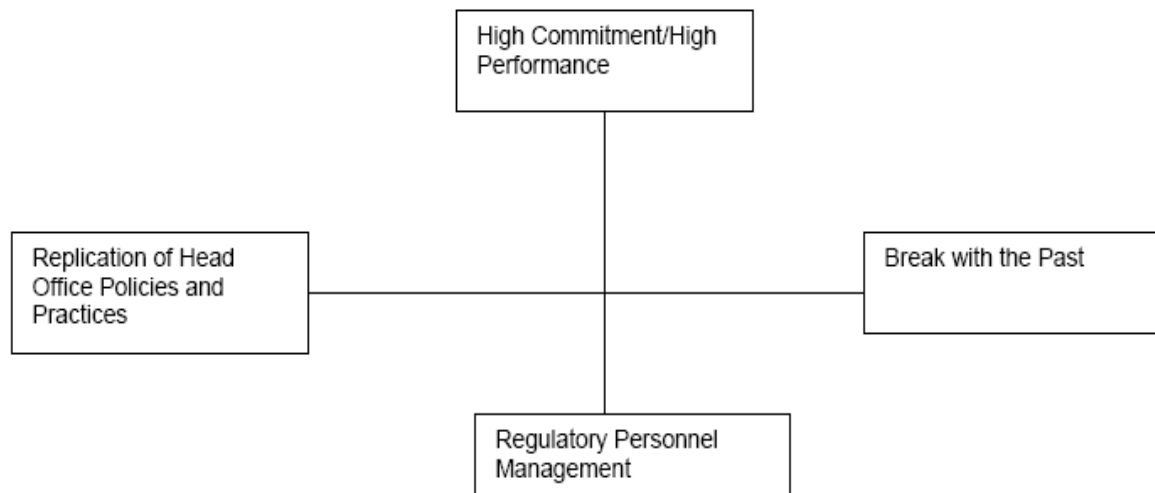 High Commitment/High
Performance
Replication of Head
Office Policies and
Practices
Break with the Past
Regulatory Personnel
Management